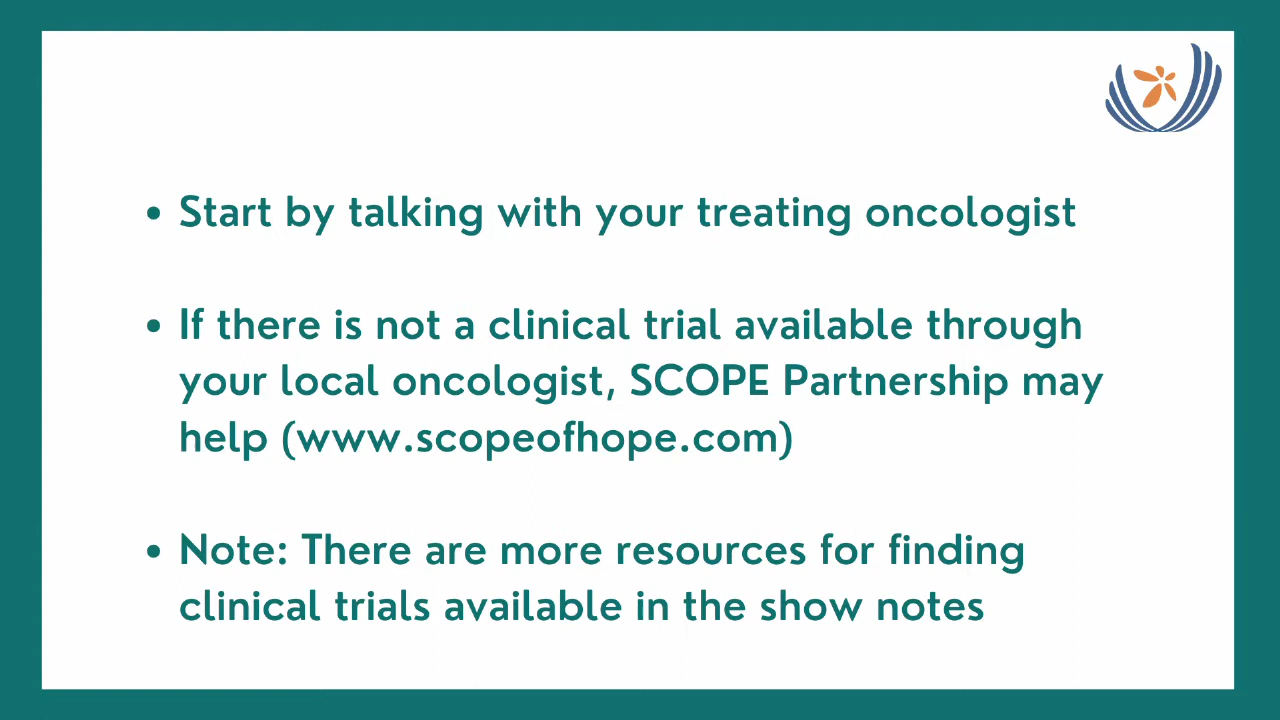 • Start by talking with your treating oncologist
• If there is not a clinical trial available through
your local oncologist, SCOPE Partnership may
help (www.scopeofhope.com)
• Note: There are more resources for finding
clinical trials available in the show notes